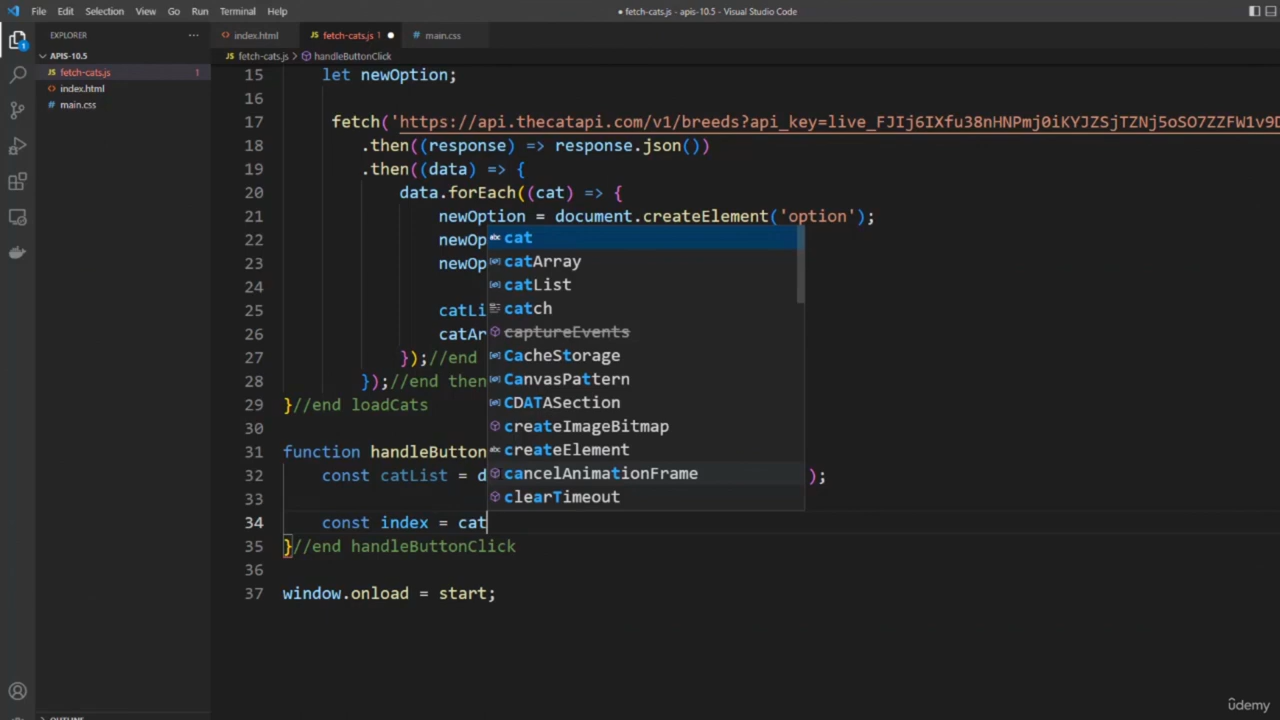 File Edit Selection View Go Run Terminal Help
● fetch-cats.js - apis-10.5 - Visual Studio Code
EXPLORER ...
index.html
fetch-cats.js 1 ●
main.css
1
APIS-10.5
fetch-cats.js 1
index.html
main.css
fetch-cats.js > handleButtonClick
15 let newOption;
16
17 fetch('https://api.thecatapi.com/v1/breeds?api_key=live_FJIj6IXfu38nHNPmj0iKYJZSjTZNj5oSO7ZZFW1v9D
18 .then((response) => response.json())
19 .then((data) => {
20 data.forEach((cat) => {
21 newOption = document.createElement('option');
22 newOp
23 newOp
24
25 catLi
26 catAr
27 });//end
28 });//end then
29 }//end loadCats
30
31 function handleButton
32 const catList = d );
33
34 const index = cat
35 }//end handleButtonClick
36
37 window.onload = start;
cat
catArray
catList
catch
captureEvents
CacheStorage
CanvasPattern
CDATASection
createImageBitmap
createElement
cancelAnimationFrame
clearTimeout
OUTLINE
ûdemy